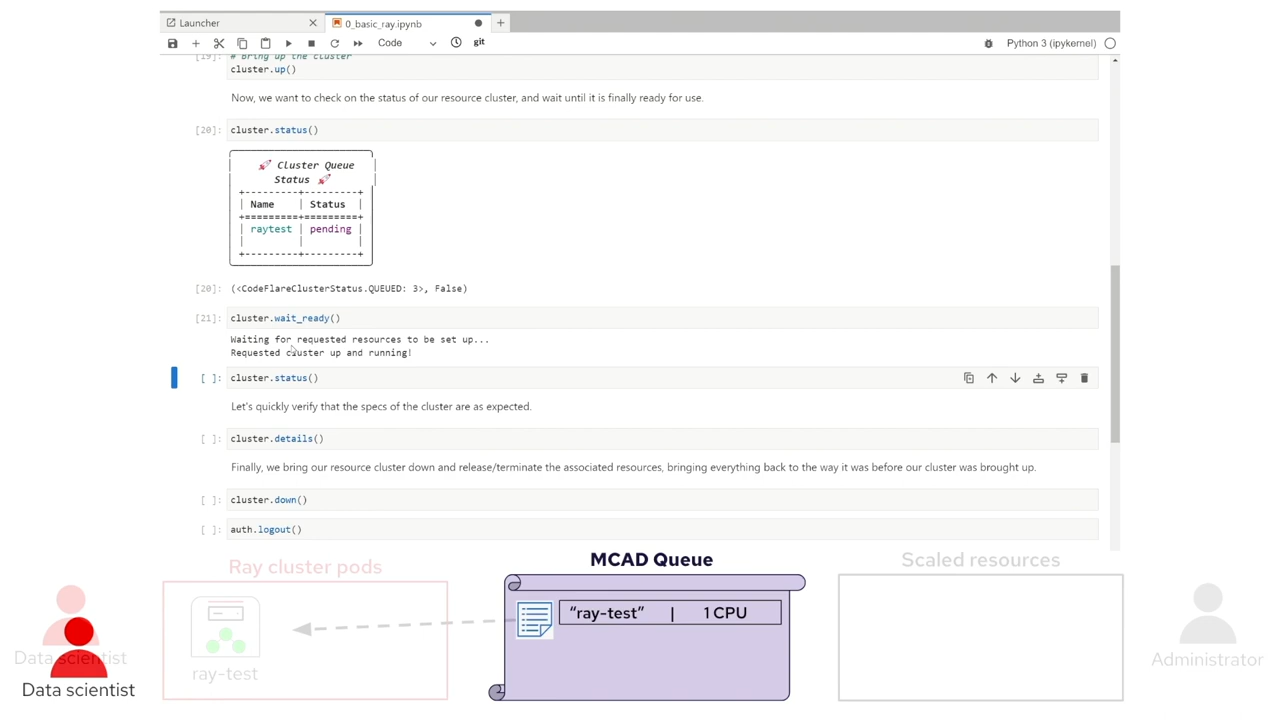 Launcher
0_basic_ray.ipynb
Code
git
Python 3 (ipykernel)
[19]: # Bring up the cluster
cluster.up()
Now, we want to check on the status of our resource cluster, and wait until it is finally ready for use.
[20]: cluster.status()
🚀 Cluster Queue
Status 🚀
Name | Status
raytest | pending
[20]: (<CodeFlareClusterStatus.QUEUED: 3>, False)
[21]: cluster.wait_ready()
Waiting for requested resources to be set up...
Requested cluster up and running!
[ ]: cluster.status()
Let's quickly verify that the specs of the cluster are as expected.
[ ]: cluster.details()
Finally, we bring our resource cluster down and release/terminate the associated resources, bringing everything back to the way it was before our cluster was brought up.
[ ]: cluster.down()
[ ]: auth.logout()
Ray cluster pods
MCAD Queue
Scaled resources
"ray-test" | 1 CPU
ray-test
Data scientist
Data scientist
Administrator